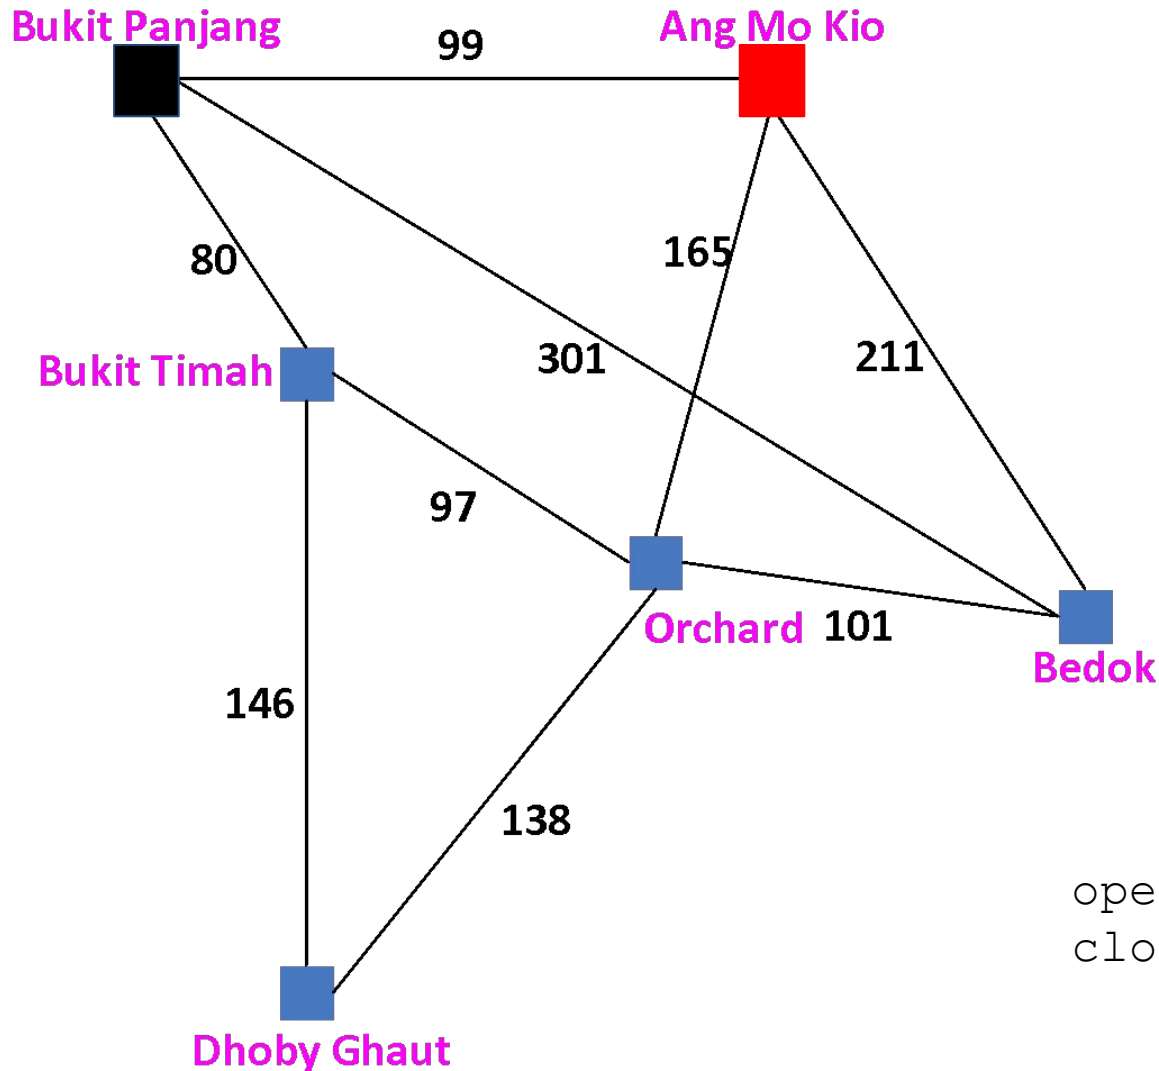 Bukit Panjang
Ang Mo Kio
99
80
165
301
211
Bukit Timah
97
Orchard
101
Bedok
146
138
ope
clo
Dhoby Ghaut